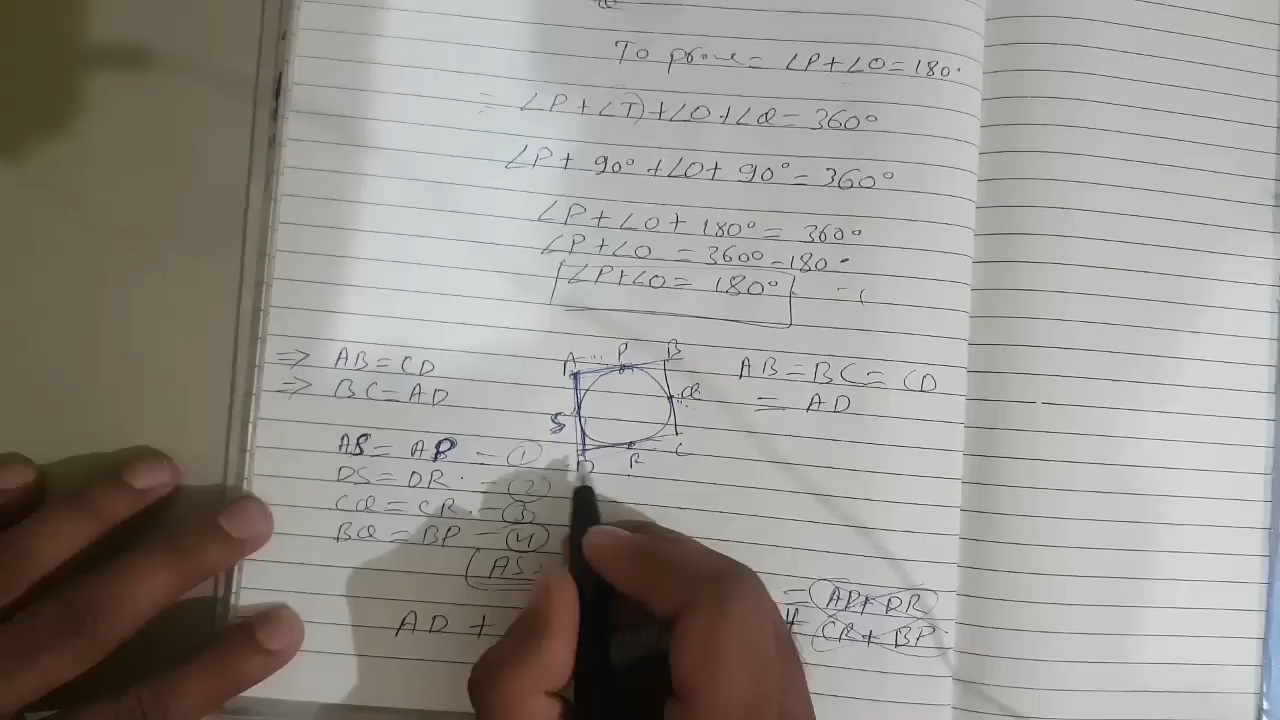 To prove = ∠P+∠O=180°
= ∠P+∠T+∠O+∠Q=360°
∠P+ 90° +∠O+ 90°=360°
∠P+∠O+ 180°= 360°
∠P+∠O = 360°-180°
∠P+∠O= 180°
⇒ AB=CD
⇒ BC=AD
A P B
S Q
D R C
AB=BC=CD
= AD
AS= AP - ①
DS=DR. - ②
CQ=CR. - ③
BQ=BP - ④
AS
AD +
= AP+DR
+ CR+BP